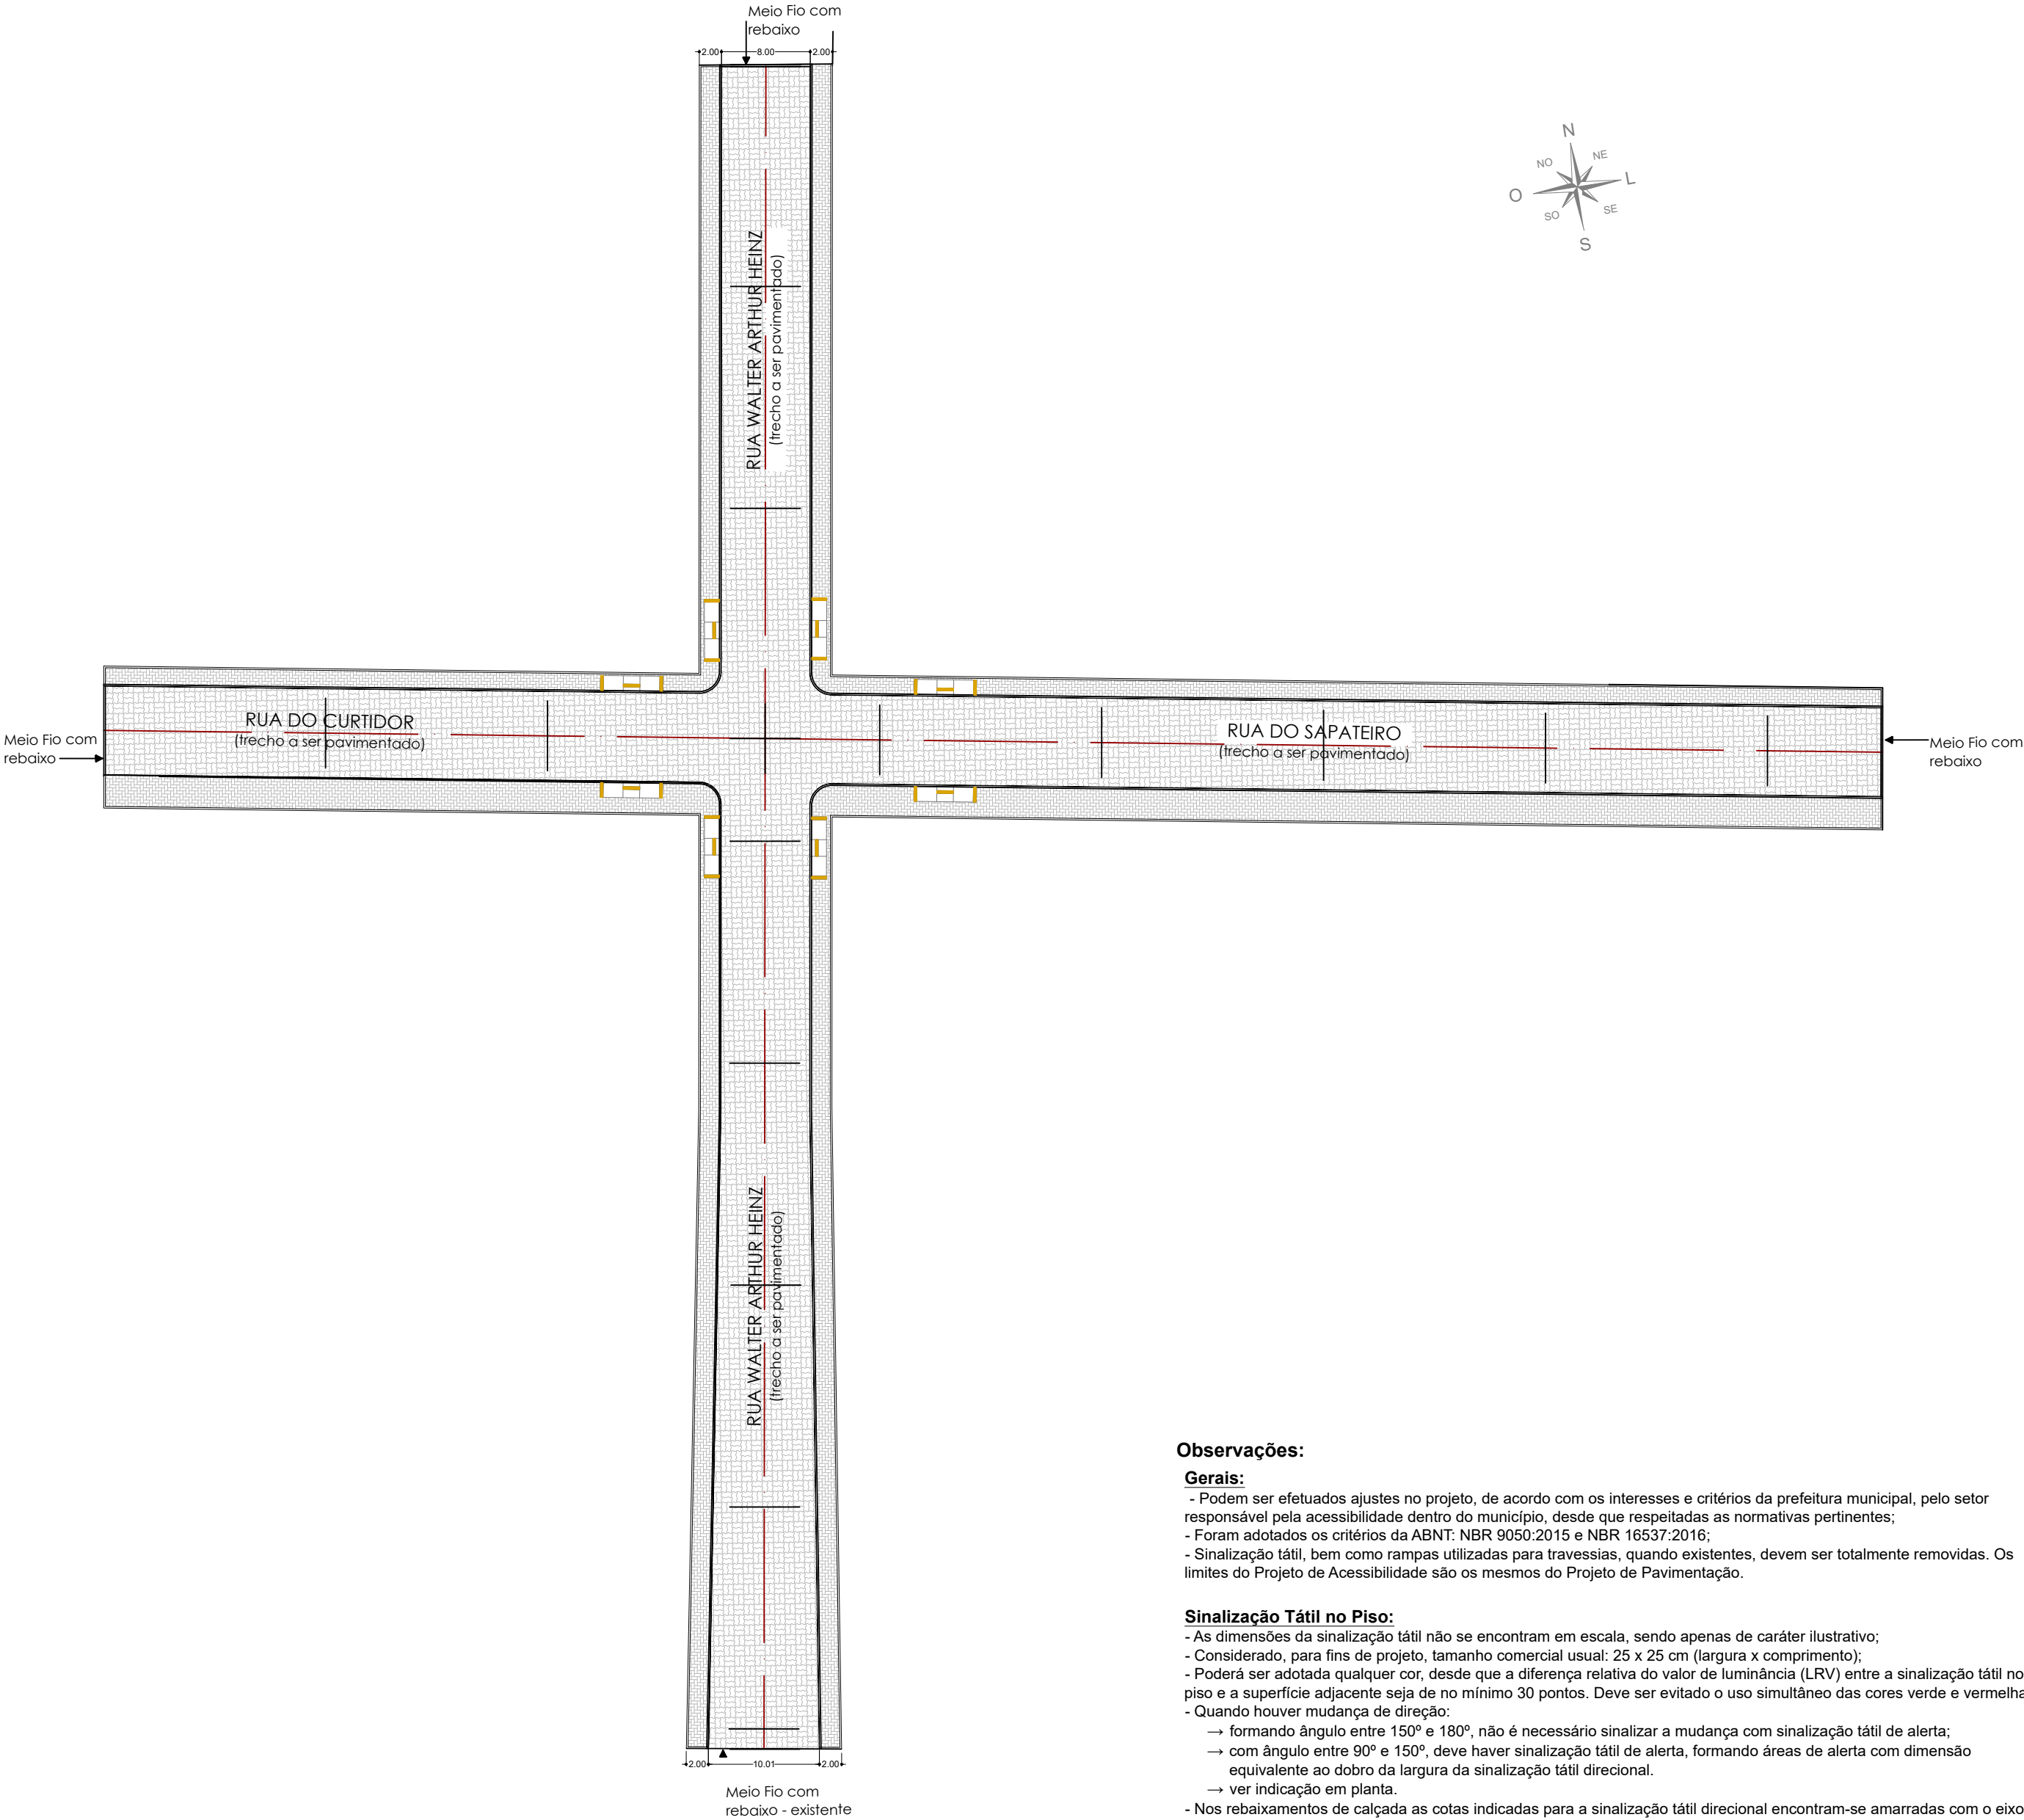 Meio Fio com
rebaixo
2.00
8.00
2.00
N
NO
NE
O
L
SO
SE
S
RUA WALTER ARTHUR HEINZ
(trecho a ser pavimentado)
RUA DO CURTIDOR
(trecho a ser pavimentado)
Meio Fio com
rebaixo
RUA DO SAPATEIRO
(trecho a ser pavimentado)
Meio Fio com
rebaixo
RUA WALTER ARTHUR HEINZ
(trecho a ser pavimentado)
2.00
10.01
2.00
Meio Fio com
rebaixo - existente
Observações:
Gerais:
- Podem ser efetuados ajustes no projeto, de acordo com os interesses e critérios da prefeitura municipal, pelo setor
responsável pela acessibilidade dentro do município, desde que respeitadas as normativas pertinentes;
- Foram adotados os critérios da ABNT: NBR 9050:2015 e NBR 16537:2016;
- Sinalização tátil, bem como rampas utilizadas para travessias, quando existentes, devem ser totalmente removidas. Os
limites do Projeto de Acessibilidade são os mesmos do Projeto de Pavimentação.
Sinalização Tátil no Piso:
- As dimensões da sinalização tátil não se encontram em escala, sendo apenas de caráter ilustrativo;
- Considerado, para fins de projeto, tamanho comercial usual: 25 x 25 cm (largura x comprimento);
- Poderá ser adotada qualquer cor, desde que a diferença relativa do valor de luminância (LRV) entre a sinalização tátil no
piso e a superfície adjacente seja de no mínimo 30 pontos. Deve ser evitado o uso simultâneo das cores verde e vermelha
- Quando houver mudança de direção:
→ formando ângulo entre 150º e 180º, não é necessário sinalizar a mudança com sinalização tátil de alerta;
→ com ângulo entre 90º e 150º, deve haver sinalização tátil de alerta, formando áreas de alerta com dimensão
equivalente ao dobro da largura da sinalização tátil direcional.
→ ver indicação em planta.
- Nos rebaixamentos de calçada as cotas indicadas para a sinalização tátil direcional encontram-se amarradas com o eixo